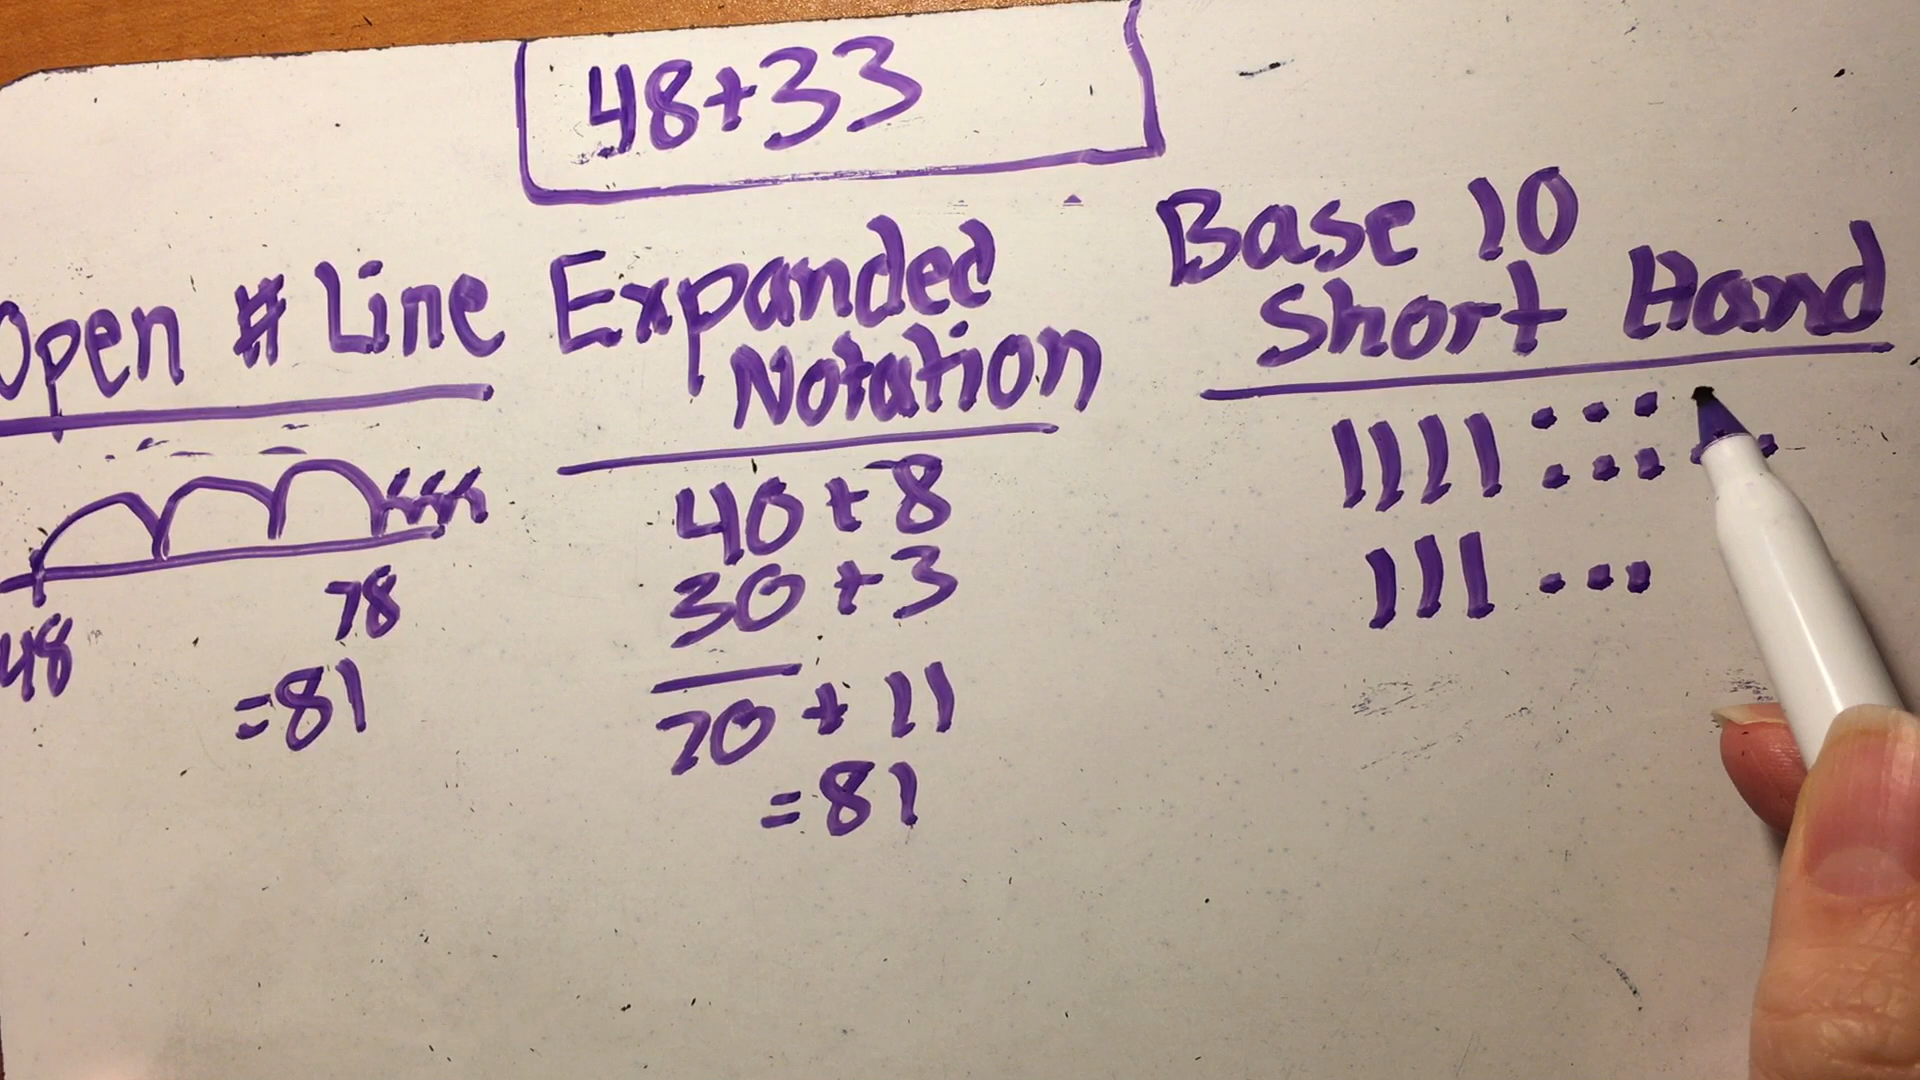 48+33
Open # Line
48
78
=81
Expanded
Notation
40 + 8
30 + 3
70 + 11
=81
Base 10
Short Hand